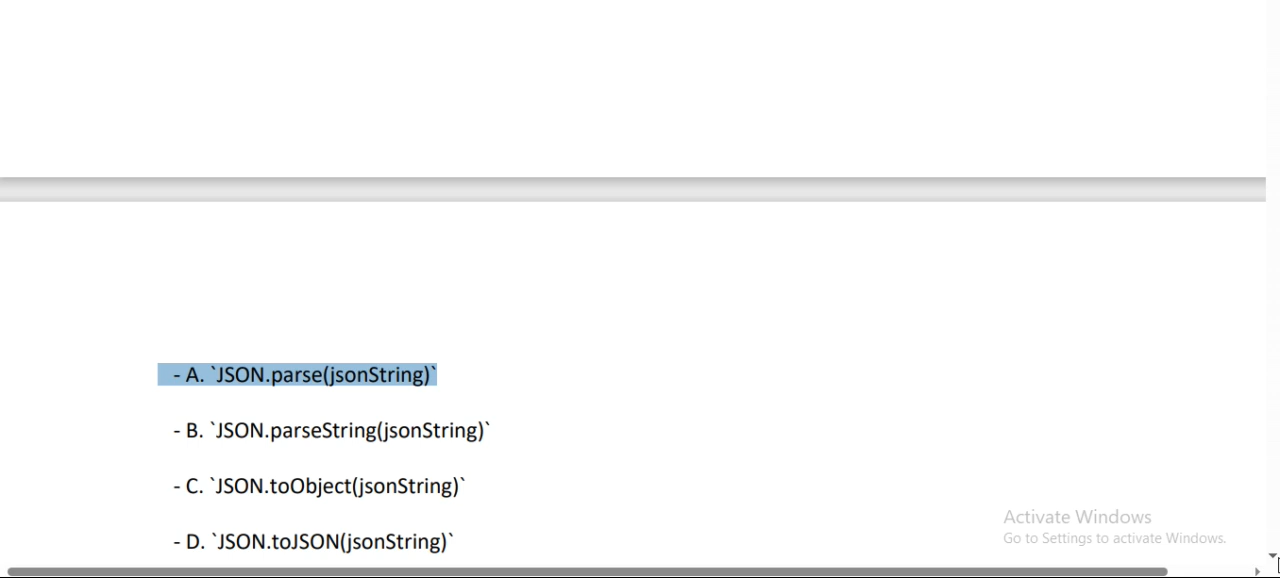 - A. `JSON.parse(jsonString)`
- B. `JSON.parseString(jsonString)`
- C. `JSON.toObject(jsonString)`
- D. `JSON.toJSON(jsonString)`
Activate Windows
Go to Settings to activate Windows.